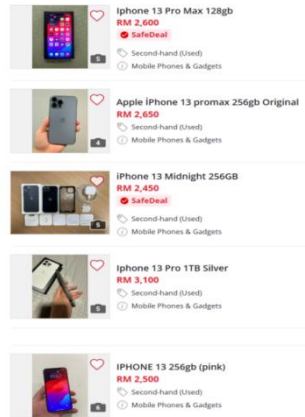 Iphone 13 Pro Max 128gb
RM 2,600
SafeDeal
Second-hand (Used)
Mobile Phones & Gadgets
5
Apple İPhone 13 promax 256gb Original
RM 2,650
Second-hand (Used)
Mobile Phones & Gadgets
4
iPhone 13 Midnight 256GB
RM 2,450
SafeDeal
Second-hand (Used)
Mobile Phones & Gadgets
5
Iphone 13 Pro 1TB Silver
RM 3,100
Second-hand (Used)
Mobile Phones & Gadgets
5
IPHONE 13 256gb (pink)
RM 2,500
Second-hand (Used)
Mobile Phones & Gadgets
6